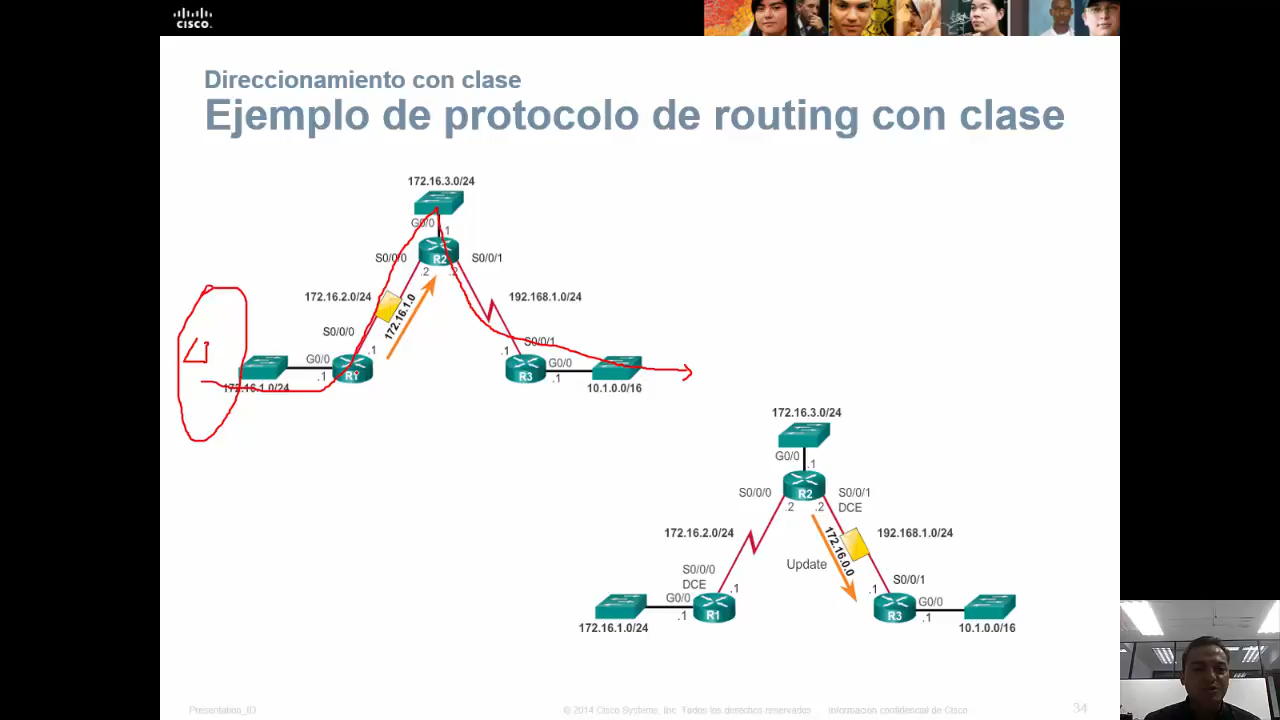 CISCO
Direccionamiento con clase
Ejemplo de protocolo de routing con clase
172.16.3.0/24
G0/0
.1
S0/0/0
R2
S0/0/1
.2
.2
172.16.2.0/24
172.16.1.0
192.168.1.0/24
S0/0/0
.1
S0/0/1
.1
G0/0
.1
R1
R3
G0/0
.1
172.16.1.0/24
10.1.0.0/16
172.16.3.0/24
G0/0
.1
S0/0/0
R2
S0/0/1
DCE
.2
.2
172.16.2.0/24
172.16.0.0
192.168.1.0/24
Update
S0/0/0
DCE
.1
S0/0/1
.1
G0/0
.1
R1
R3
G0/0
.1
172.16.1.0/24
10.1.0.0/16
Presentation_ID
© 2014 Cisco Systems, Inc. Todos los derechos reservados.
Información confidencial de Cisco
34